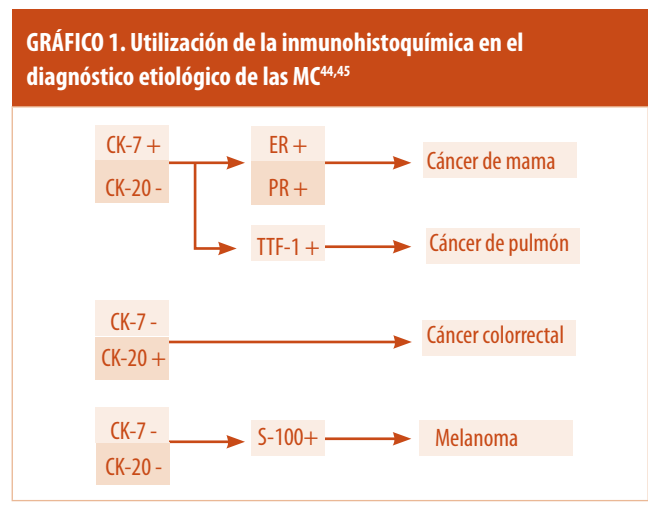 GRÁFICO 1. Utilización de la inmunohistoquímica en el
diagnóstico etiológico de las MC44,45
CK-7 +
CK-20 -
ER +
PR +
Cáncer de mama
TTF-1 +
Cáncer de pulmón
CK-7 -
CK-20 +
Cáncer colorrectal
CK-7 -
CK-20 -
S-100+
Melanoma